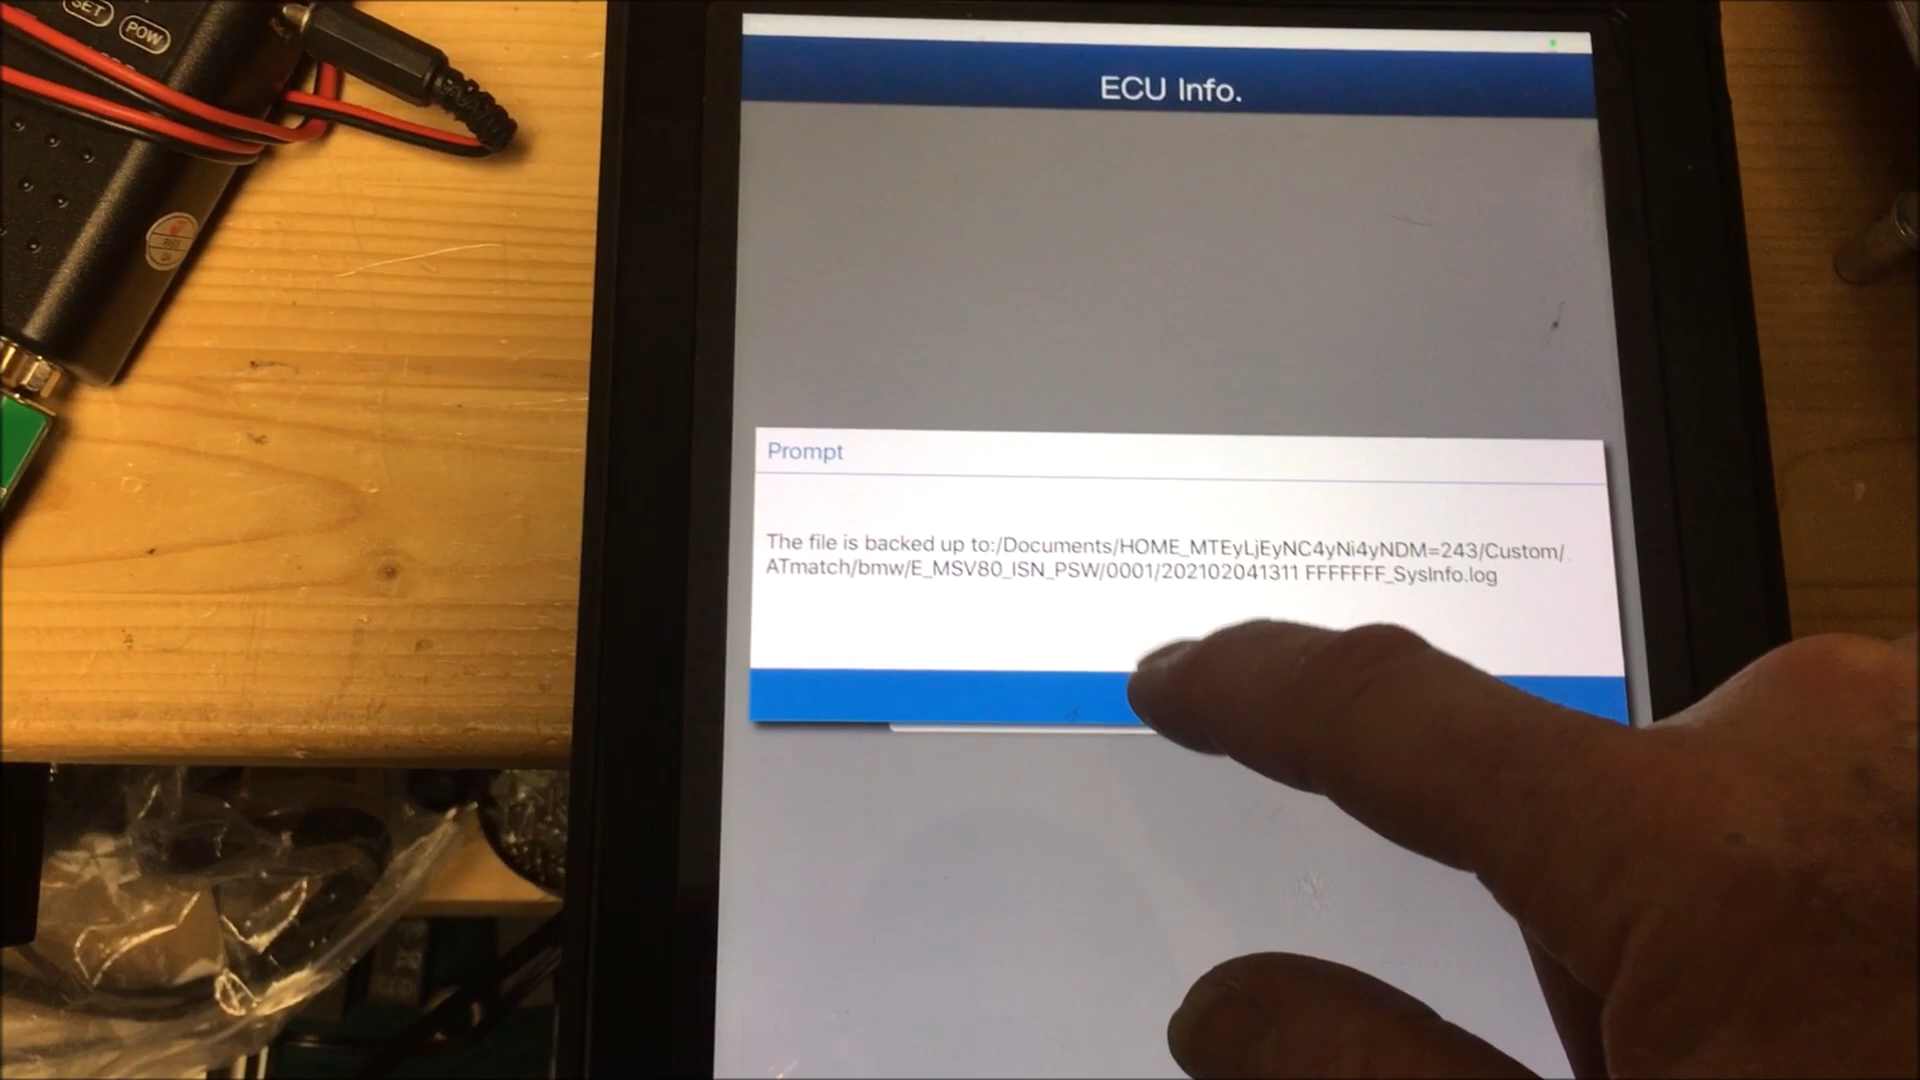 SET
POW
ECU Info.
Prompt
The file is backed up to:/Documents/HOME_MTEyLjEyNC4yNi4yNDM=243/Custom/
ATmatch/bmw/E_MSV80_ISN_PSW/0001/202102041311 FFFFFFF_SysInfo.log